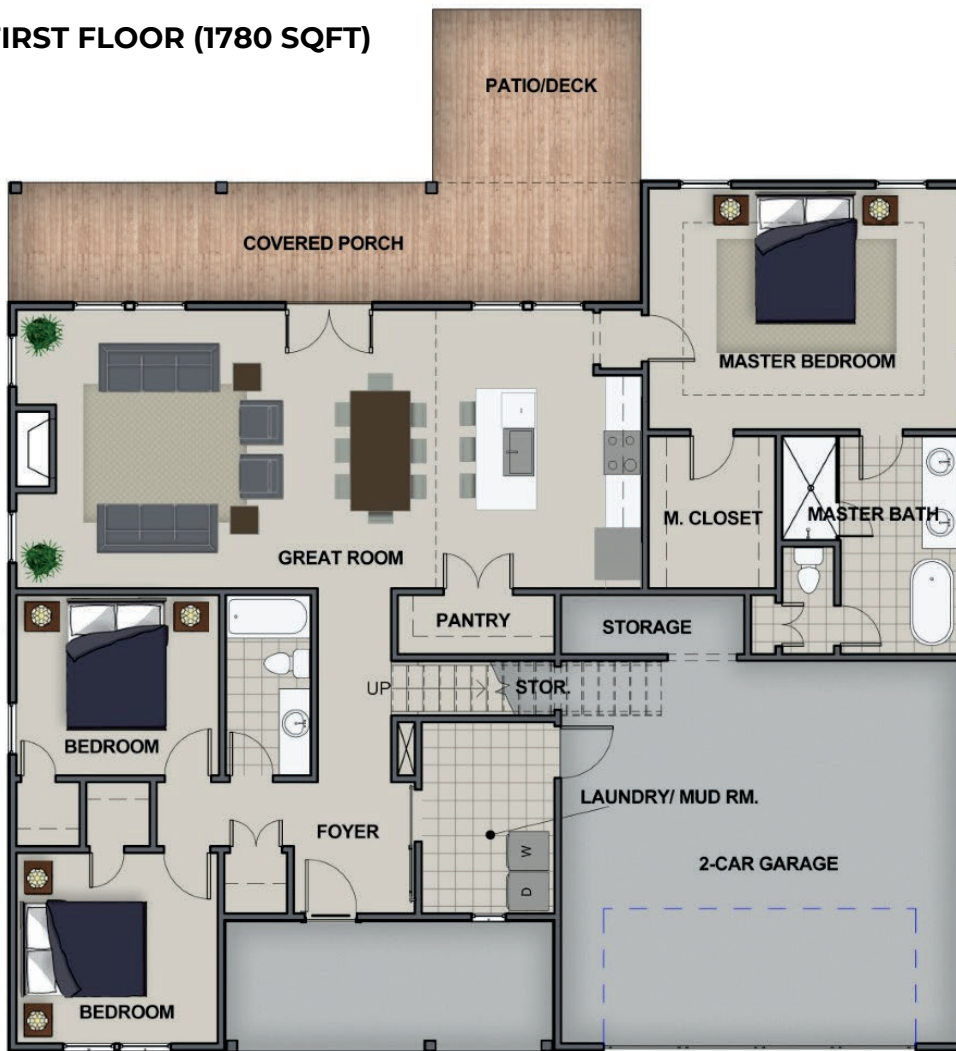 FIRST FLOOR (1780 SQFT)
PATIO/DECK
COVERED PORCH
MASTER BEDROOM
M. CLOSET
MASTER BATH
GREAT ROOM
PANTRY
STORAGE
UP
STOR.
BEDROOM
LAUNDRY/ MUD RM.
FOYER
W
2-CAR GARAGE
D
BEDROOM